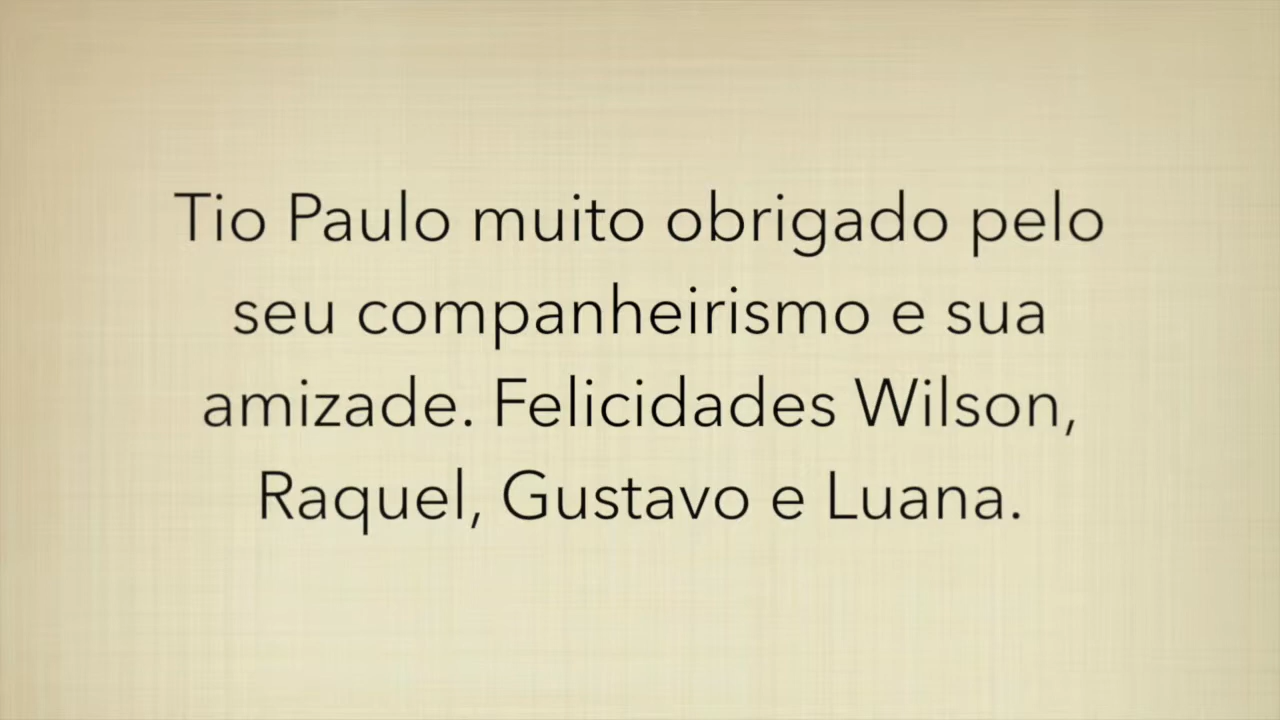 Tio Paulo muito obrigado pelo
seu companheirismo e sua
amizade. Felicidades Wilson,
Raquel, Gustavo e Luana.